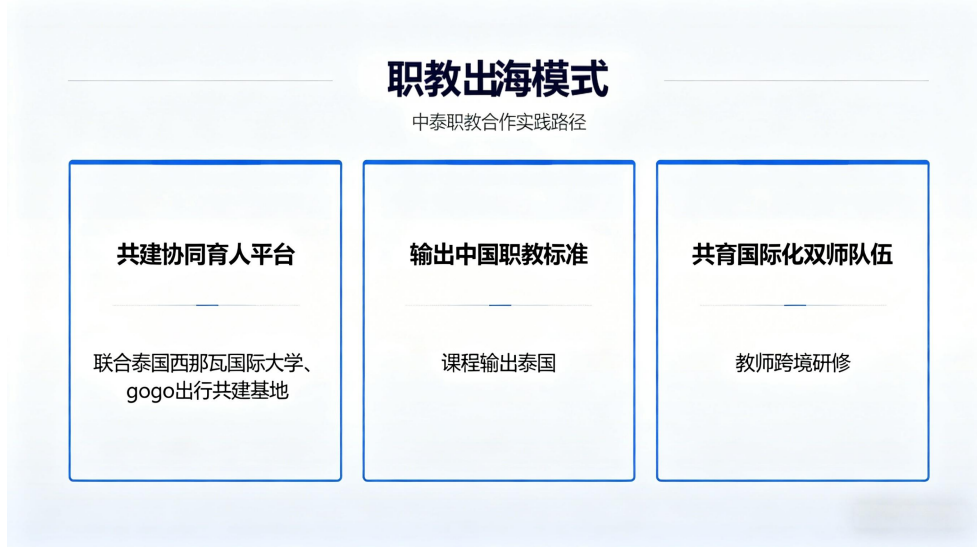 职教出海模式
中泰职教合作实践路径
共建协同育人平台
联合泰国西那瓦国际大学、
gogo出行共建基地
输出中国职教标准
课程输出泰国
共育国际化双师队伍
教师跨境研修